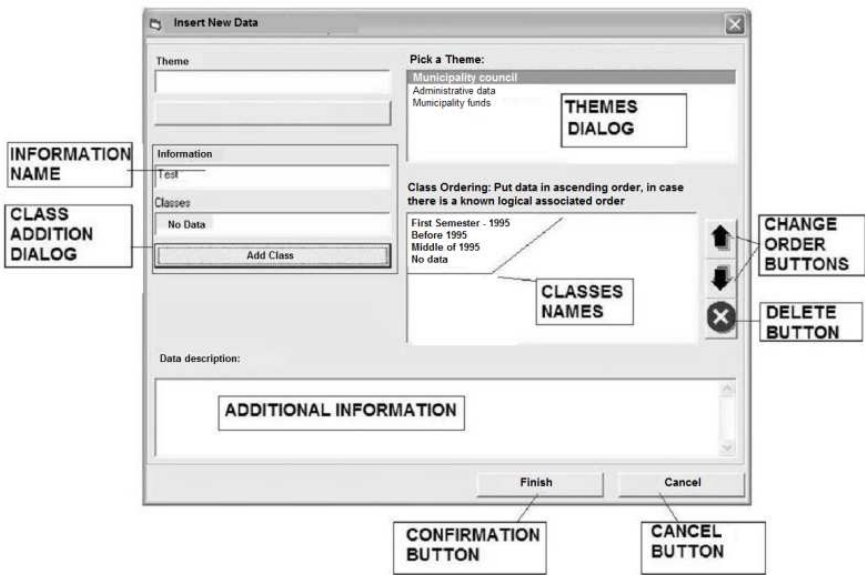 Insert New Data
Theme
Pick a Theme:
Municipality council
Administrative data
Municipality funds
THEMES
DIALOG
INFORMATION
NAME
Information
Test
Classes
No Data
Add Class
CLASS
ADDITION
DIALOG
Class Ordering: Put data in ascending order, in case
there is a known logical associated order
First Semester - 1995
Before 1995
Middle of 1995
No data
CLASSES
NAMES
CHANGE
ORDER
BUTTONS
DELETE
BUTTON
Data description:
ADDITIONAL INFORMATION
Finish
Cancel
CONFIRMATION
BUTTON
CANCEL
BUTTON